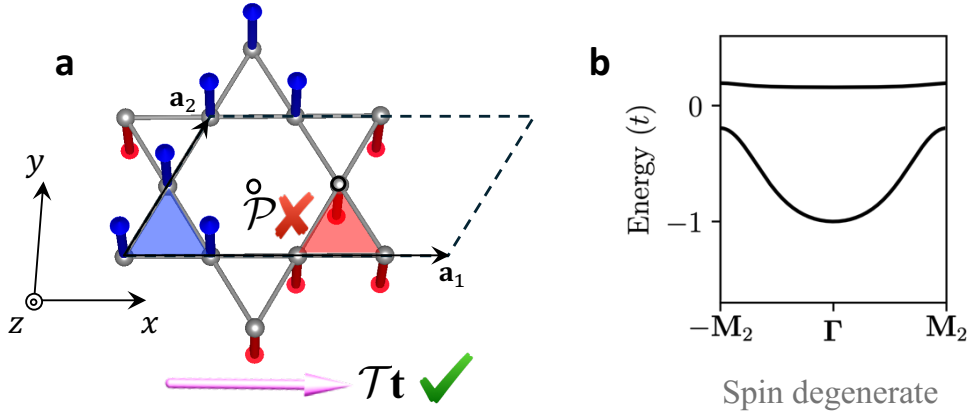 a
a₂
y
𝒫̊
a₁
z
x
𝒯t
b
Energy (t)
0
−1
−M₂
Γ
M₂
Spin degenerate